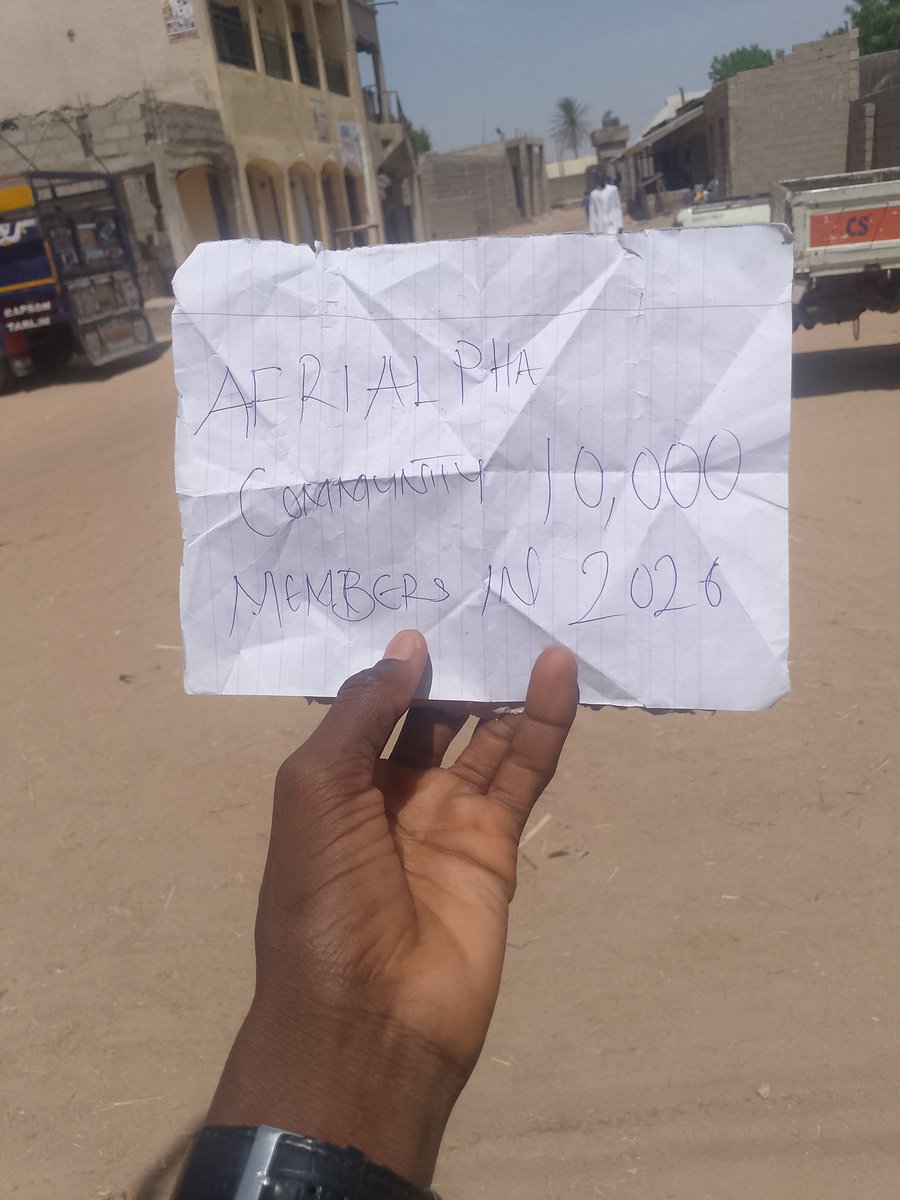 AFRIALPHA
COMMUNITY 10,000
MEMBERS IN 2026
CS